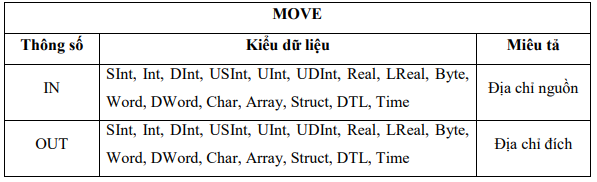 MOVE
Thông số Kiểu dữ liệu Miêu tả
IN
SInt, Int, DInt, USInt, UInt, UDInt, Real, LReal, Byte,
Word, DWord, Char, Array, Struct, DTL, Time
Địa chỉ nguồn
OUT
SInt, Int, DInt, USInt, UInt, UDInt, Real, LReal, Byte,
Word, DWord, Char, Array, Struct, DTL, Time
Địa chỉ đích